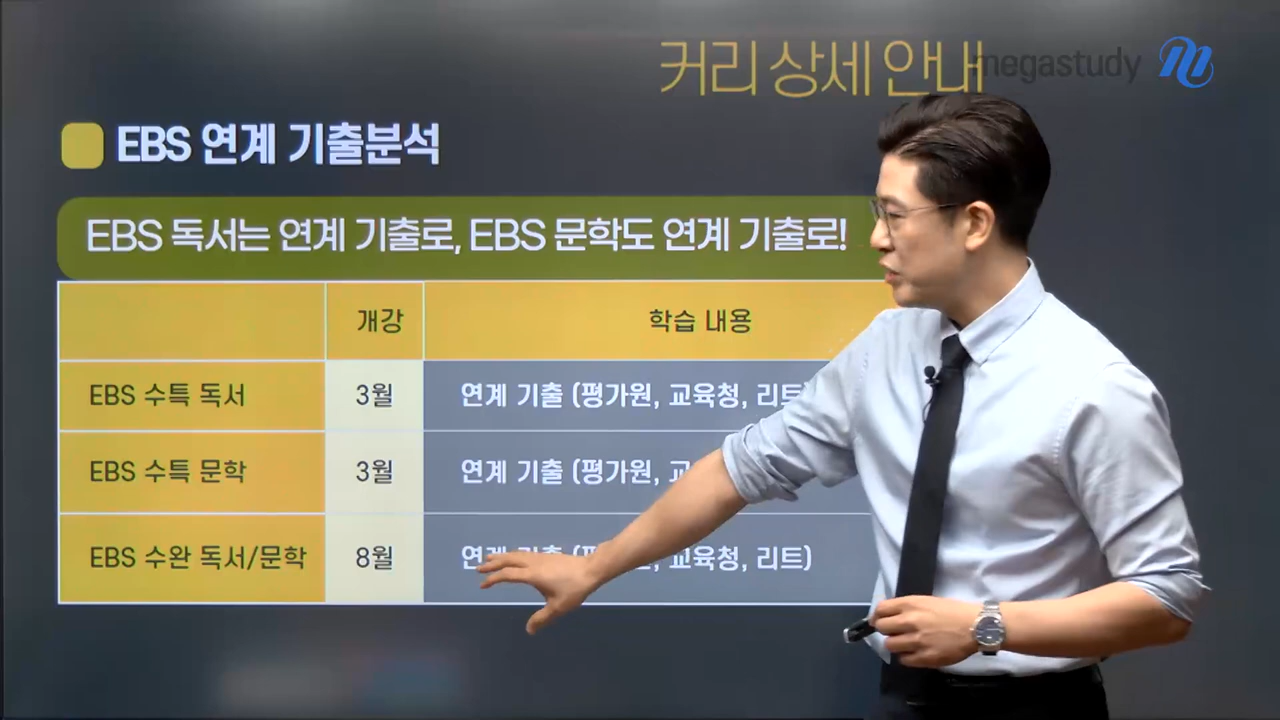 커리 상세 안내
megastudy
EBS 연계 기출분석
EBS 독서는 연계 기출로, EBS 문학도 연계 기출로!
개강 학습 내용
EBS 수특 독서 3월 연계 기출 (평가원, 교육청, 리트)
EBS 수특 문학 3월 연계 기출 (평가원,
EBS 수완 독서/문학 8월 연계 기출 교육청, 리트)